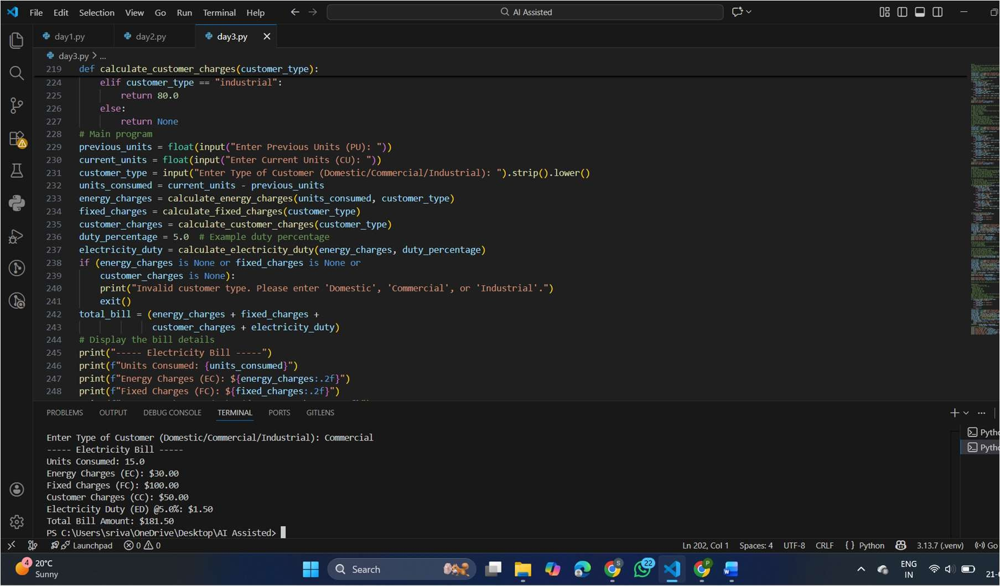 File Edit Selection View Go Run Terminal Help
AI Assisted
day1.py
day2.py
day3.py
day3.py > ...
219 def calculate_customer_charges(customer_type):
224 elif customer_type == "industrial":
225 return 80.0
226 else:
227 return None
228 # Main program
229 previous_units = float(input("Enter Previous Units (PU): "))
230 current_units = float(input("Enter Current Units (CU): "))
231 customer_type = input("Enter Type of Customer (Domestic/Commercial/Industrial): ").strip().lower()
232 units_consumed = current_units - previous_units
233 energy_charges = calculate_energy_charges(units_consumed, customer_type)
234 fixed_charges = calculate_fixed_charges(customer_type)
235 customer_charges = calculate_customer_charges(customer_type)
236 duty_percentage = 5.0  # Example duty percentage
237 electricity_duty = calculate_electricity_duty(energy_charges, duty_percentage)
238 if (energy_charges is None or fixed_charges is None or
239 customer_charges is None):
240 print("Invalid customer type. Please enter 'Domestic', 'Commercial', or 'Industrial'.")
241 exit()
242 total_bill = (energy_charges + fixed_charges +
243 customer_charges + electricity_duty)
244 # Display the bill details
245 print("----- Electricity Bill -----")
246 print(f"Units Consumed: {units_consumed}")
247 print(f"Energy Charges (EC): ${energy_charges:.2f}")
248 print(f"Fixed Charges (FC): ${fixed_charges:.2f}")
PROBLEMS OUTPUT DEBUG CONSOLE TERMINAL PORTS GITLENS
Enter Type of Customer (Domestic/Commercial/Industrial): Commercial
----- Electricity Bill -----
Units Consumed: 15.0
Energy Charges (EC): $30.00
Fixed Charges (FC): $100.00
Customer Charges (CC): $50.00
Electricity Duty (ED) @5.0%: $1.50
Total Bill Amount: $181.50
PS C:\Users\sriva\OneDrive\Desktop\AI Assisted>
Launchpad 0 0 Ln 202, Col 1 Spaces: 4 UTF-8 CRLF { } Python 3.13.7 (.venv) Go
4 20°C
Sunny
Search
S
22
P
ENG
IN